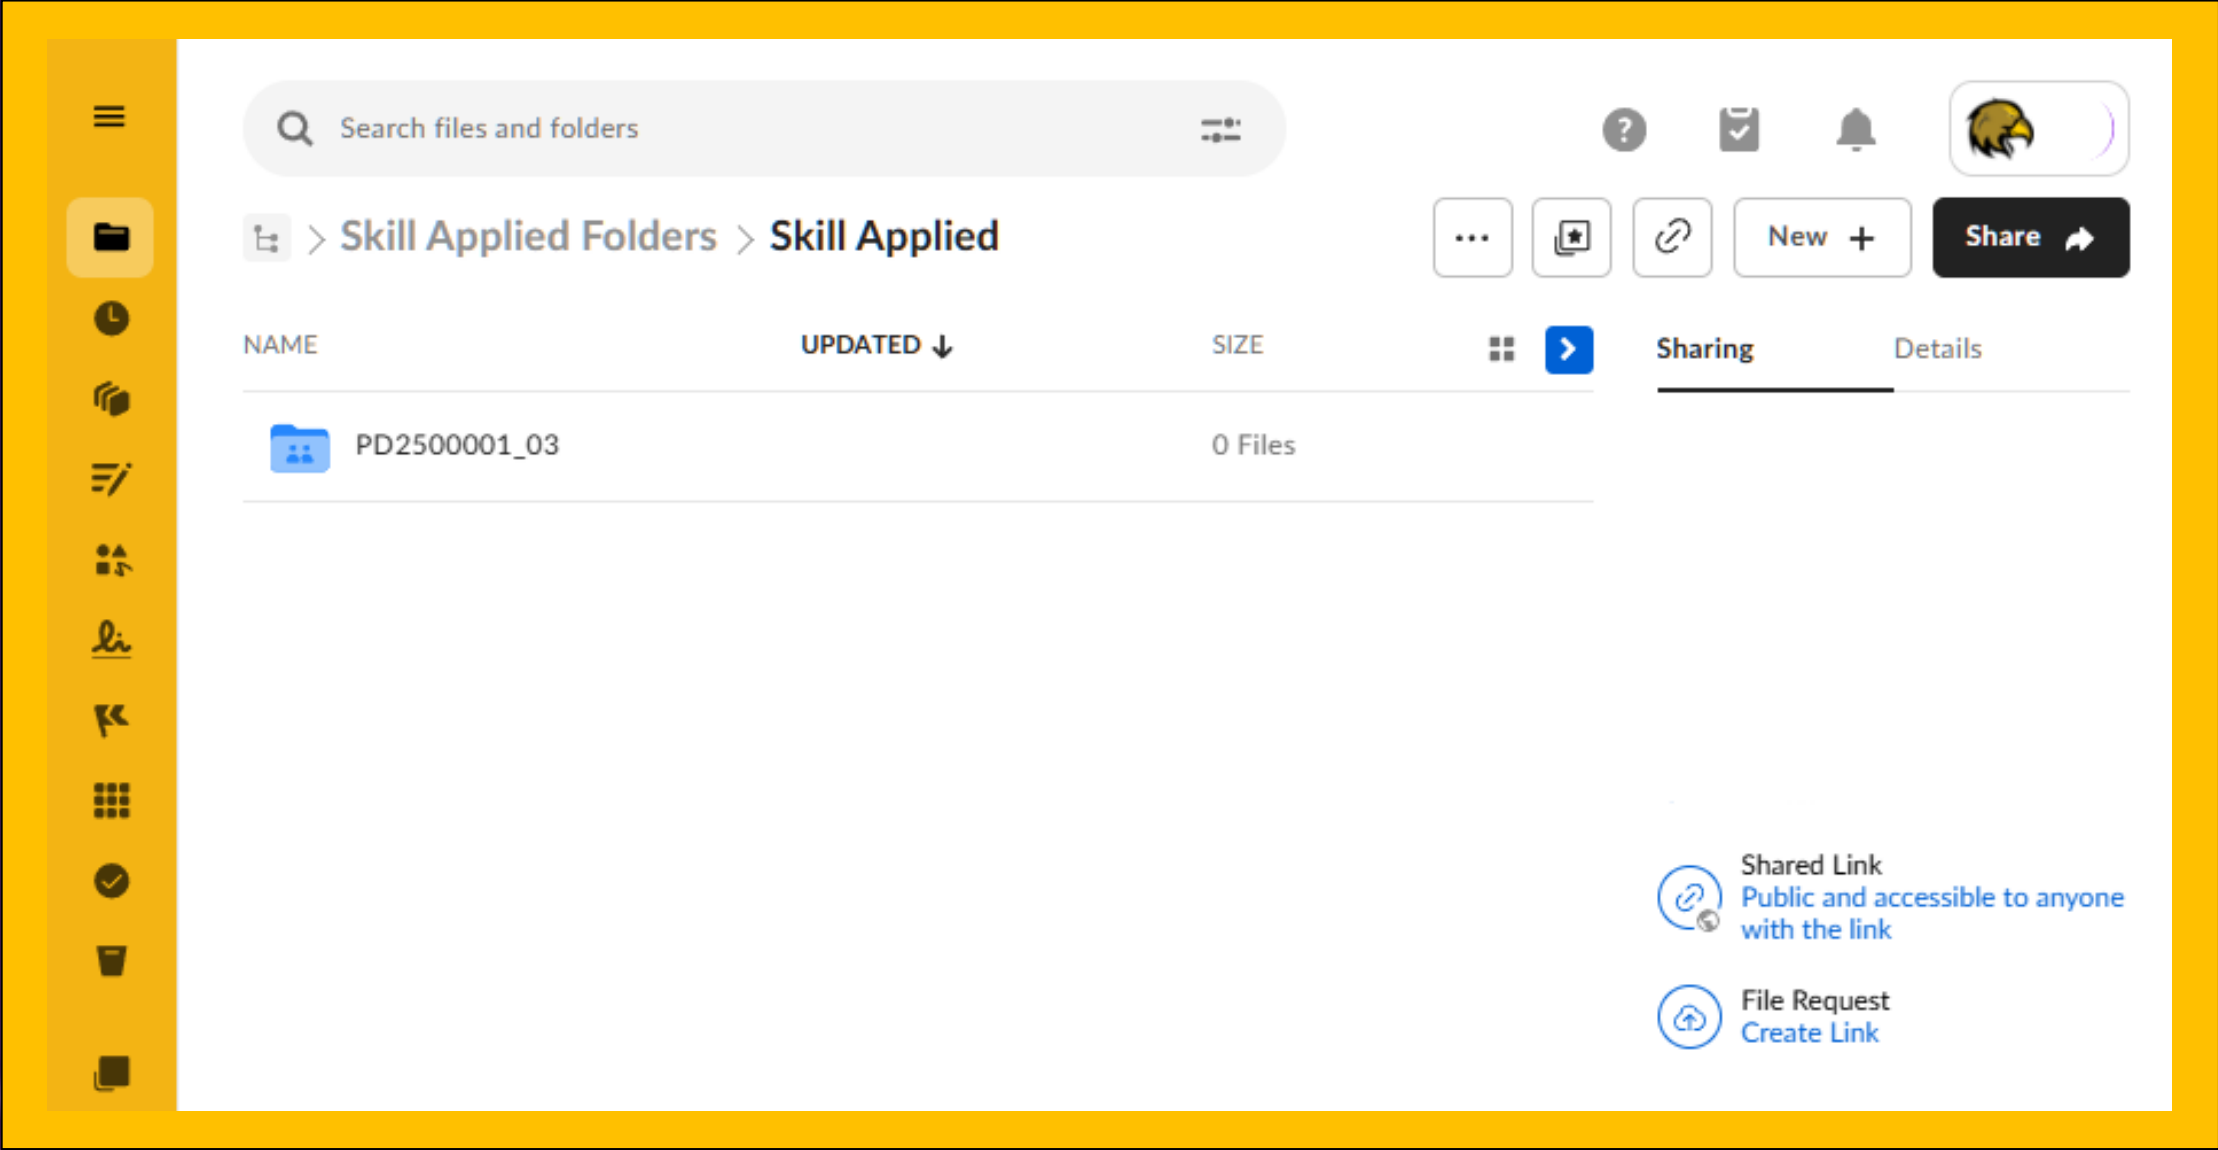 Search files and folders
Skill Applied Folders > Skill Applied
New +
Share
NAME
UPDATED ↓
SIZE
Sharing
Details
PD2500001_03
0 Files
Shared Link
Public and accessible to anyone
with the link
File Request
Create Link